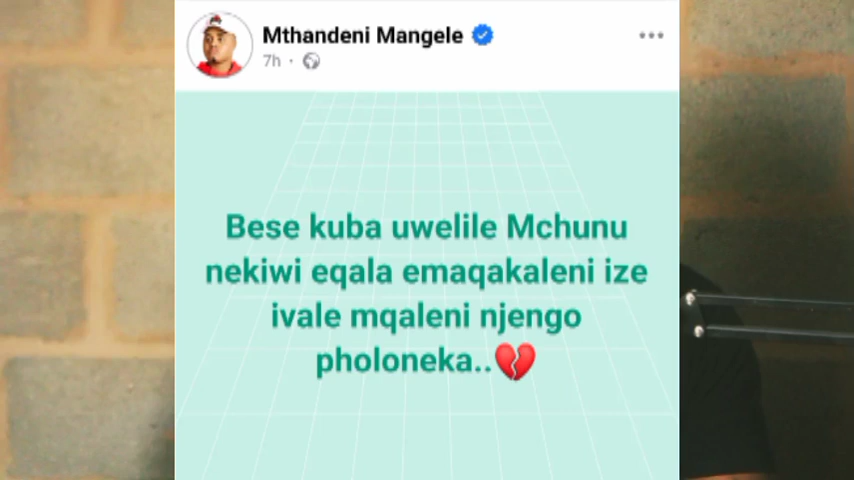 Mthandeni Mangele
7h
Bese kuba uwelile Mchunu
nekiwi eqala emaqakaleni ize
ivale mqaleni njengo
pholoneka..💔